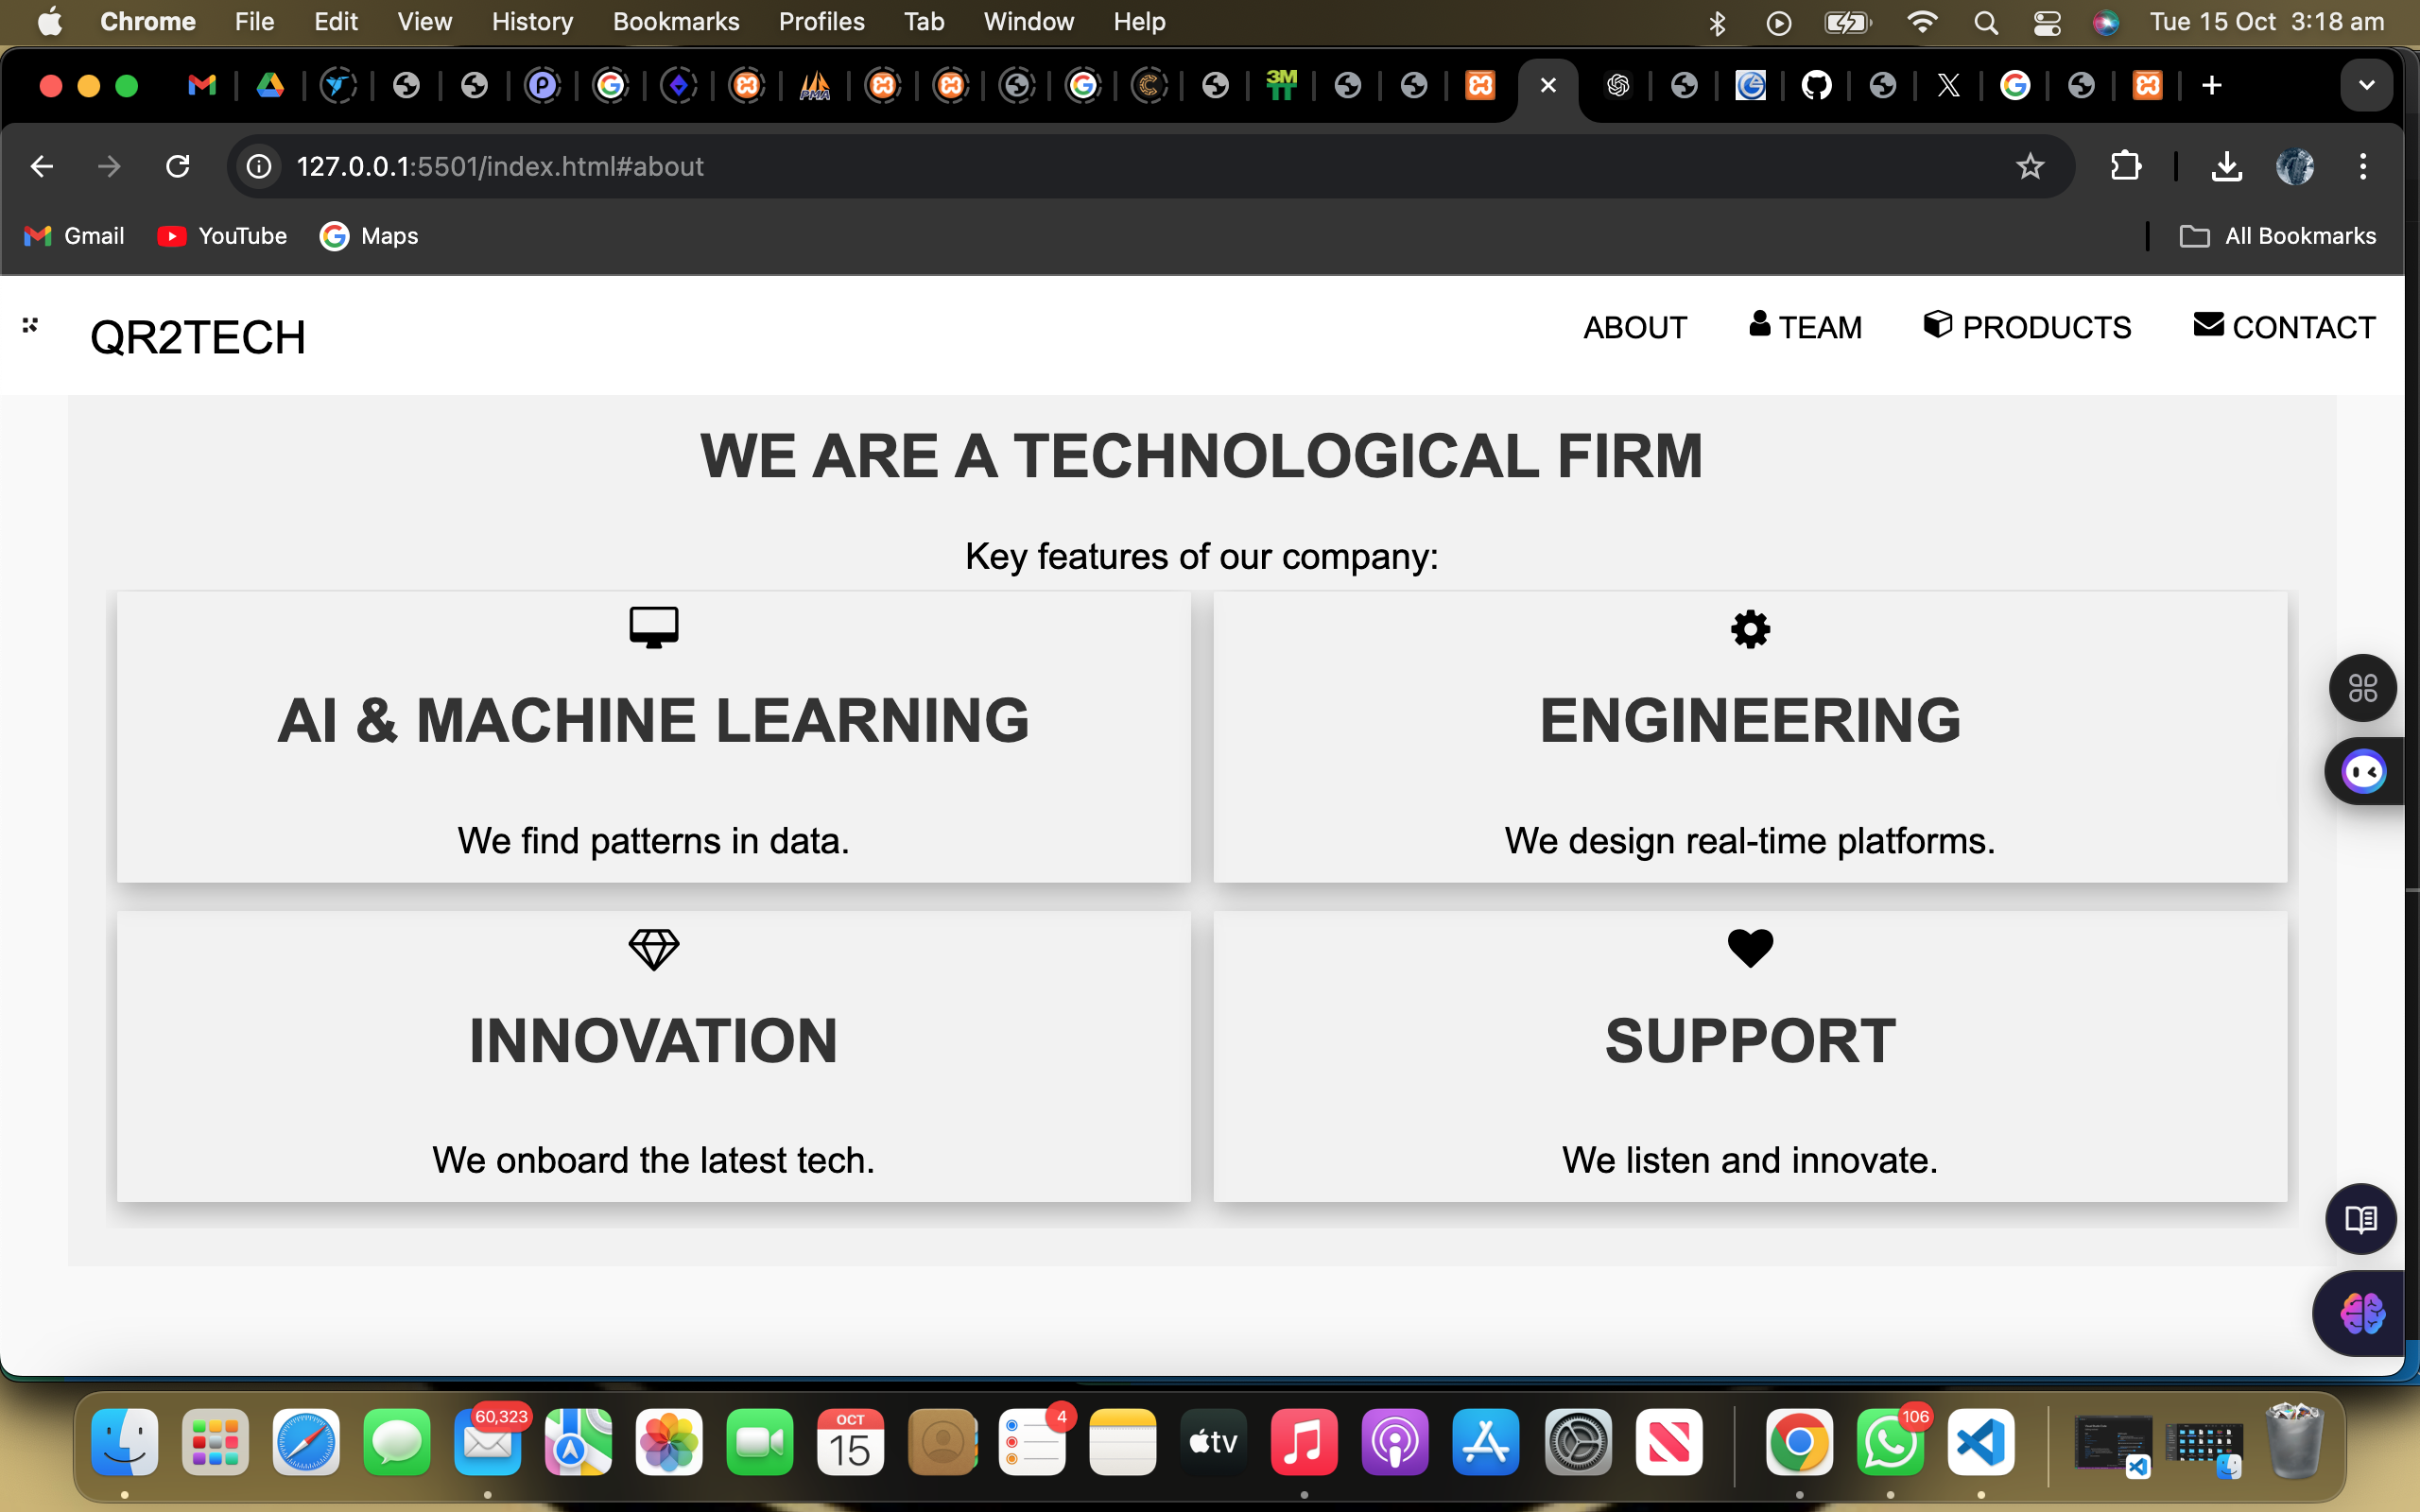 Chrome File Edit View History Bookmarks Profiles Tab Window Help Tue 15 Oct 3:18 am
PMA 3M TT
127.0.0.1:5501/index.html#about
Gmail YouTube Maps All Bookmarks
QR2TECH ABOUT TEAM PRODUCTS CONTACT
WE ARE A TECHNOLOGICAL FIRM
Key features of our company:
AI & MACHINE LEARNING ENGINEERING
We find patterns in data. We design real-time platforms.
INNOVATION SUPPORT
We onboard the latest tech. We listen and innovate.
60,323 OCT 4 106
15 tv